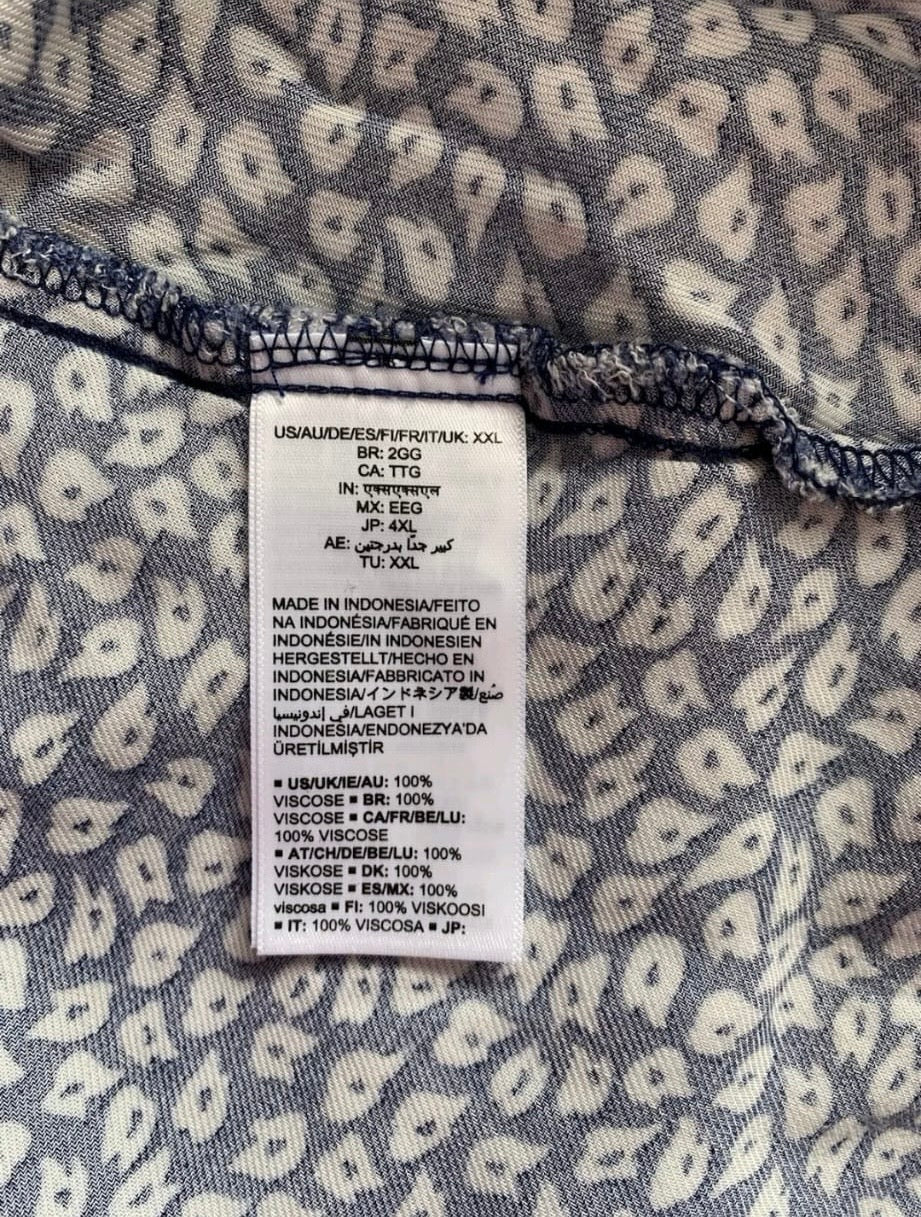 US/AU/DE/ES/FI/FR/IT/UK: XXL
BR: 2GG
CA: TTG
IN: एक्सएक्सएल
MX: EEG
JP: 4XL
AE: كبير جدًا بدرجتين
TU: XXL
MADE IN INDONESIA/FEITO
NA INDONÉSIA/FABRIQUÉ EN
INDONÉSIE/IN INDONESIEN
HERGESTELLT/HECHO EN
INDONESIA/FABBRICATO IN
INDONESIA/インドネシア製/صُنع
في إندونيسيا/LAGET I
INDONESIA/ENDONEZYA'DA
ÜRETİLMİŞTİR
▪ US/UK/IE/AU: 100%
VISCOSE ▪ BR: 100%
VISCOSE ▪ CA/FR/BE/LU:
100% VISCOSE
▪ AT/CH/DE/BE/LU: 100%
VISKOSE ▪ DK: 100%
VISKOSE ▪ ES/MX: 100%
viscosa ▪ FI: 100% VISKOOSI
▪ IT: 100% VISCOSA ▪ JP: